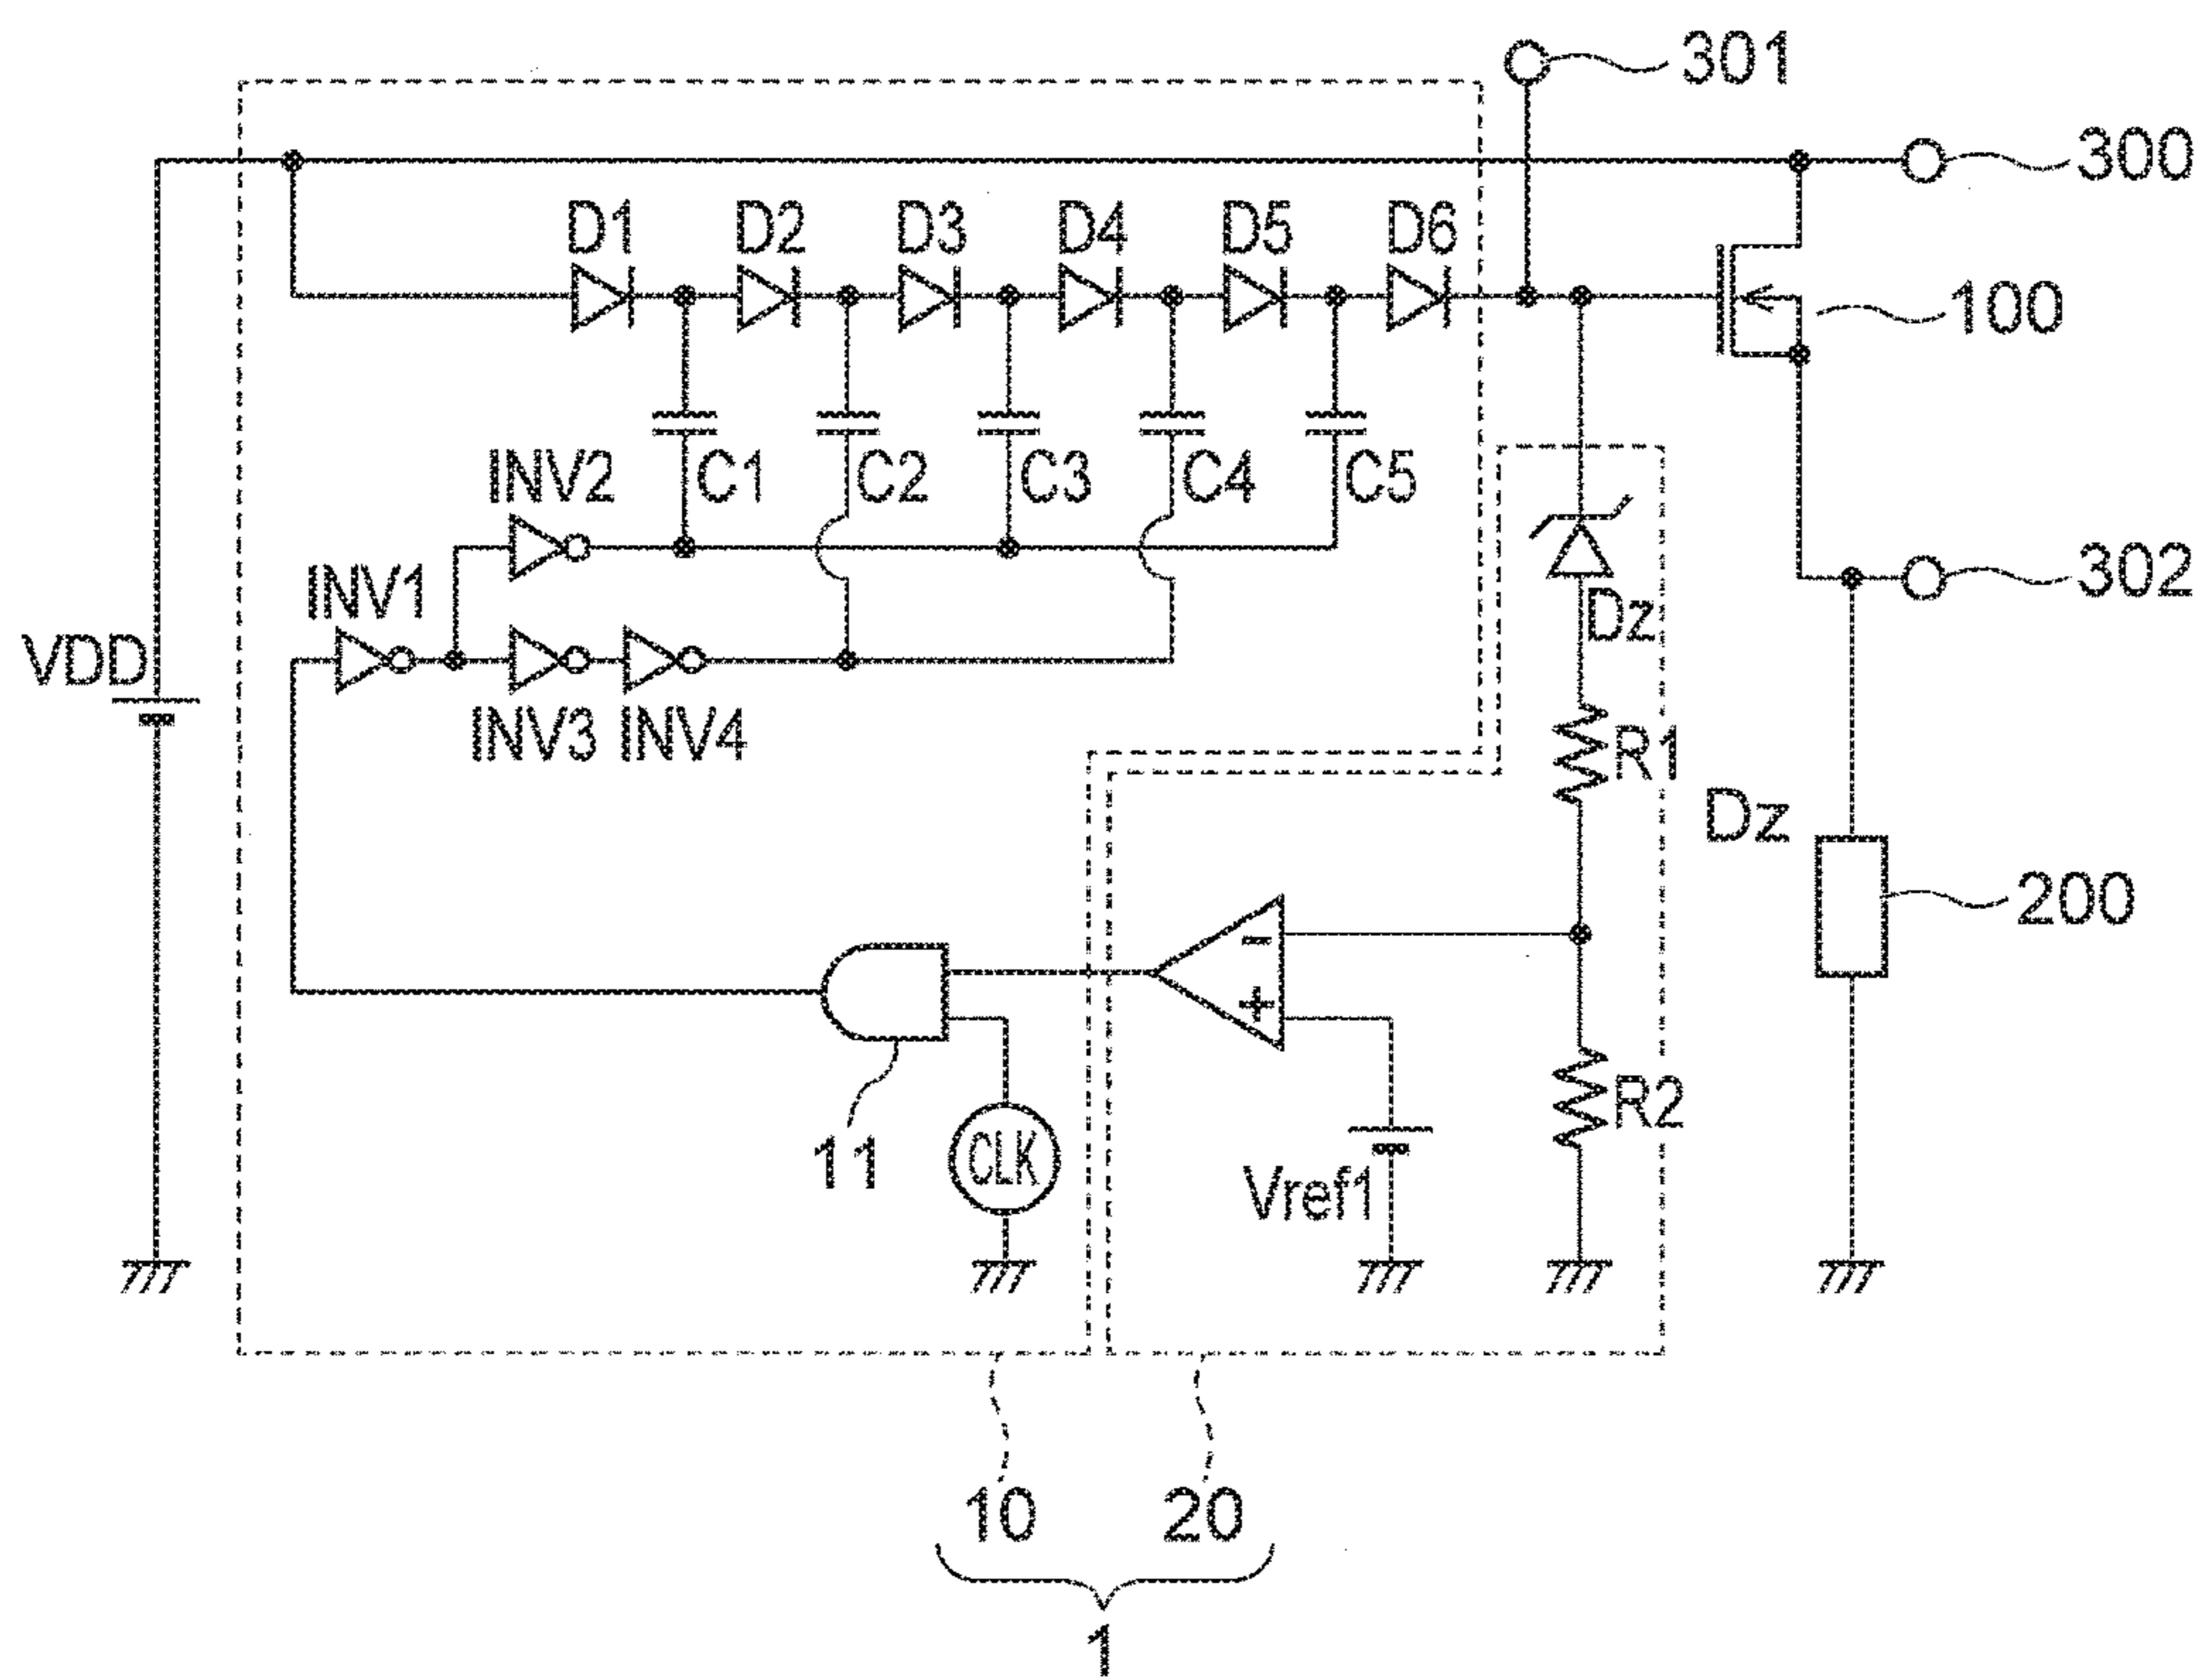 301
300
D1 D2 D3 D4 D5 D6
100
INV2 C1 C2 C3 C4 C5
INV1
302
Dz
VDD
INV3 INV4
R1
Dz
200
-
+
R2
11
CLK
Vref1
10 20
1